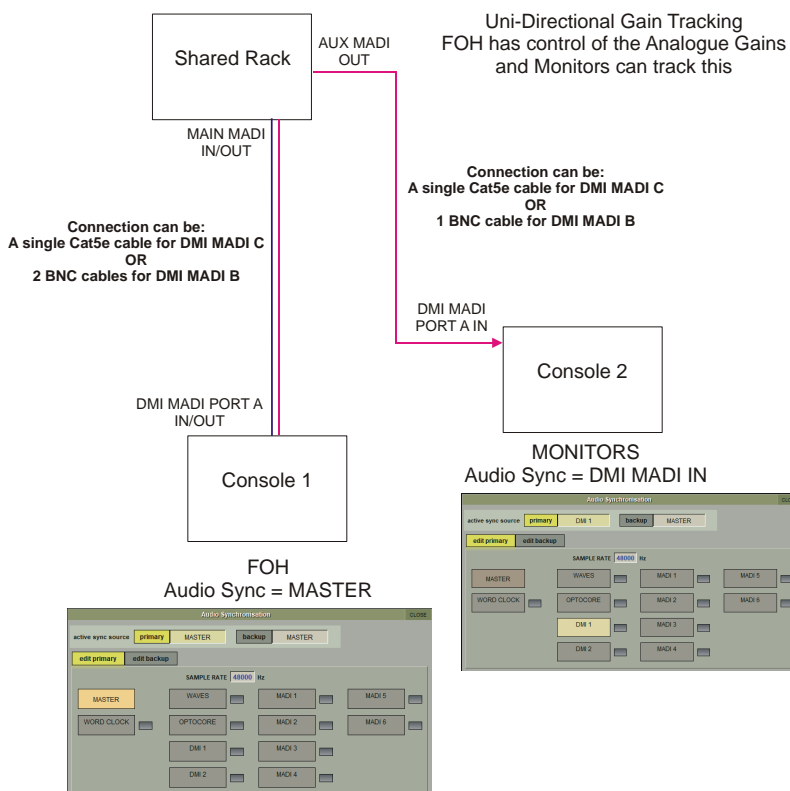 Uni-Directional Gain Tracking
FOH has control of the Analogue Gains
and Monitors can track this
Shared Rack
AUX MADI
OUT
MAIN MADI
IN/OUT
Connection can be:
A single Cat5e cable for DMI MADI C
OR
1 BNC cable for DMI MADI B
Connection can be:
A single Cat5e cable for DMI MADI C
OR
2 BNC cables for DMI MADI B
DMI MADI
PORT A IN
Console 2
DMI MADI PORT A
IN/OUT
Console 1
MONITORS
Audio Sync = DMI MADI IN
Audio Synchronisation
active sync source primary DMI 1 backup MASTER
edit primary edit backup
SAMPLE RATE 48000 Hz
MASTER WAVES MADI 1 MADI 5
WORD CLOCK OPTOCORE MADI 2 MADI 6
DMI 1 MADI 3
DMI 2 MADI 4
FOH
Audio Sync = MASTER
Audio Synchronisation CLOSE
active sync source primary MASTER backup MASTER
edit primary edit backup
SAMPLE RATE 48000 Hz
MASTER WAVES MADI 1 MADI 5
WORD CLOCK OPTOCORE MADI 2 MADI 6
DMI 1 MADI 3
DMI 2 MADI 4